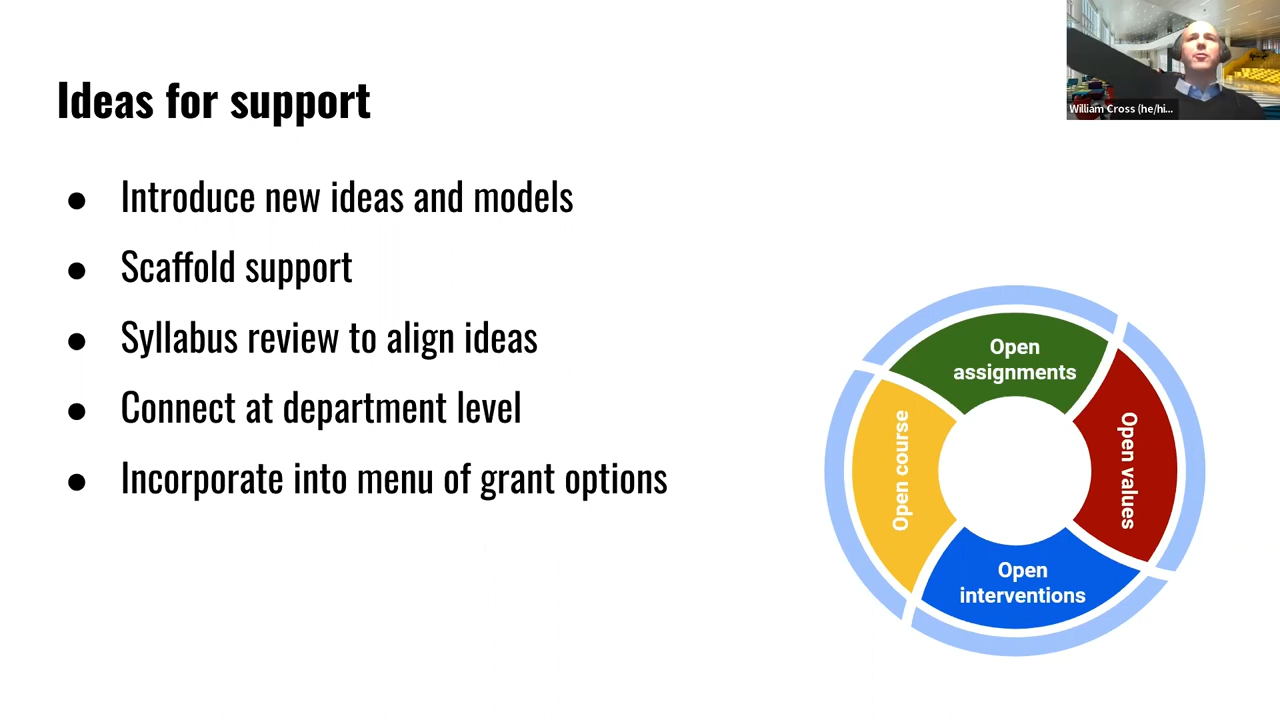 Ideas for support
● Introduce new ideas and models
● Scaffold support
● Syllabus review to align ideas
● Connect at department level
● Incorporate into menu of grant options
William Cross (he/hi...
Open
assignments
Open values
Open
interventions
Open course